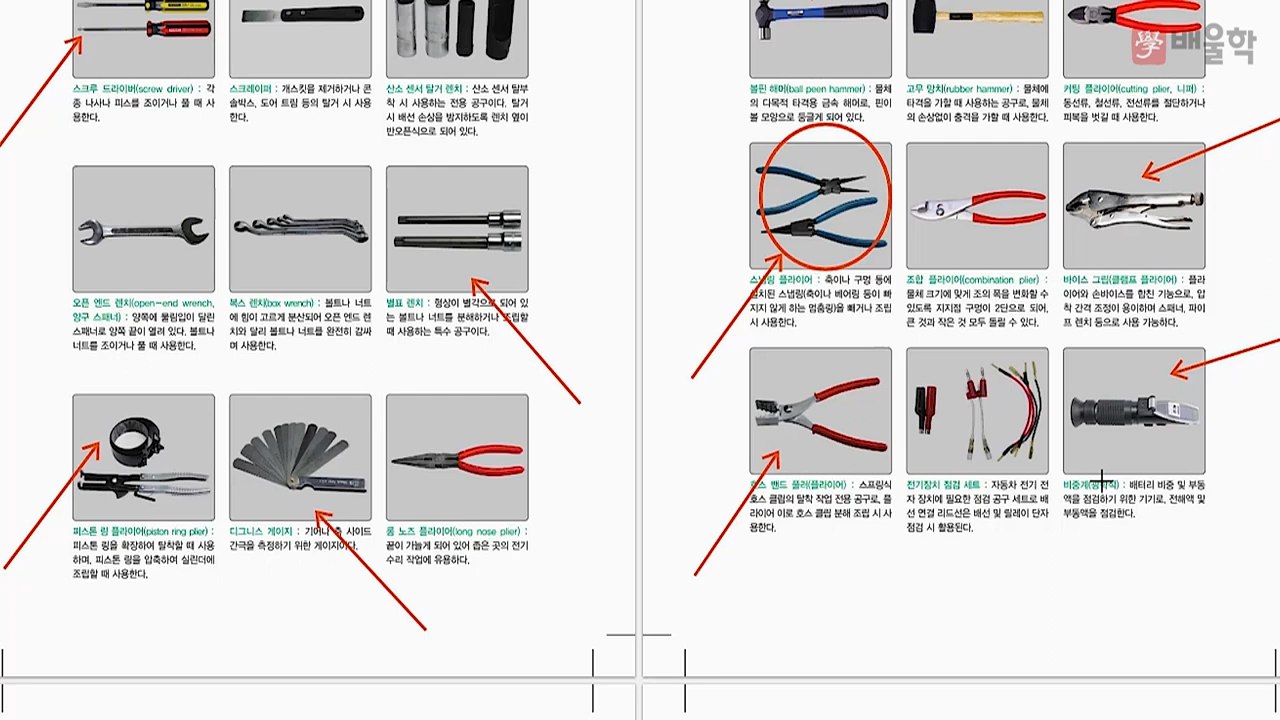 學 배울학
스크루 드라이버(screw driver) : 각
종 나사나 피스를 조이거나 풀 때 사
용한다.
스크레이퍼 : 개스킷을 제거하거나 콘
솔박스, 도어 트림 등의 탈거 시 사용
한다.
산소 센서 탈거 렌치 : 산소 센서 탈부
착 시 사용하는 전용 공구이다. 탈거
시 배선 손상을 방지하도록 렌치 옆이
반오픈식으로 되어 있다.
오픈 엔드 렌치(open-end wrench,
양구 스패너) : 양쪽에 물림입이 달린
스패너로 양쪽 끝이 열려 있다. 볼트나
너트를 조이거나 풀 때 사용한다.
복스 렌치(box wrench) : 볼트나 너트
에 힘이 고르게 분산되어 오픈 엔드 렌
치와 달리 볼트나 너트를 완전히 감싸
며 사용한다.
별표 렌치 : 형상이 별각으로 되어 있
는 볼트나 너트를 분해하거나 조립할
때 사용하는 특수 공구이다.
피스톤 링 플라이어(piston ring plier) :
피스톤 링을 확장하여 탈착할 때 사용
하며, 피스톤 링을 압축하여 실린더에
조립할 때 사용한다.
디그니스 게이지 : 기어나 축 사이드
간극을 측정하기 위한 게이지이다.
롱 노즈 플라이어(long nose plier) :
끝이 가늘게 되어 있어 좁은 곳의 전기
수리 작업에 유용하다.
볼핀 해머(ball peen hammer) : 물체
의 다목적 타격용 금속 해머로, 핀이
볼 모양으로 둥글게 되어 있다.
고무 망치(rubber hammer) : 물체에
타격을 가할 때 사용하는 공구로, 물체
의 손상없이 충격을 가할 때 사용한다.
커팅 플라이어(cutting plier, 니퍼) :
동선류, 철선류, 전선류를 절단하거나
피복을 벗길 때 사용한다.
스냅링 플라이어 : 축이나 구멍 등에
설치된 스냅링(축이나 베어링 등이 빠
지지 않게 하는 멈춤링)을 빼거나 조립
시 사용한다.
조합 플라이어(combination plier) :
물체 크기에 맞게 조의 폭을 변화할 수
있도록 지지점 구멍이 2단으로 되어,
큰 것과 작은 것 모두 돌릴 수 있다.
바이스 그립(클램프 플라이어) : 플라
이어와 손바이스를 합친 기능으로, 압
착 간격 조정이 용이하며 스패너, 파이
프 렌치 등으로 사용 가능하다.
호스 밴드 플러(플라이어) : 스프링식
호스 클립의 탈착 작업 전용 공구로, 플
라이어 이로 호스 클립 분해 조립 시 사
용한다.
전기장치 점검 세트 : 자동차 전기 전
자 장치에 필요한 점검 공구 세트로 배
선 연결 리드선은 배선 및 릴레이 단자
점검 시 활용된다.
비중계(광학식) : 배터리 비중 및 부동
액을 점검하기 위한 기기로, 전해액 및
부동액을 점검한다.